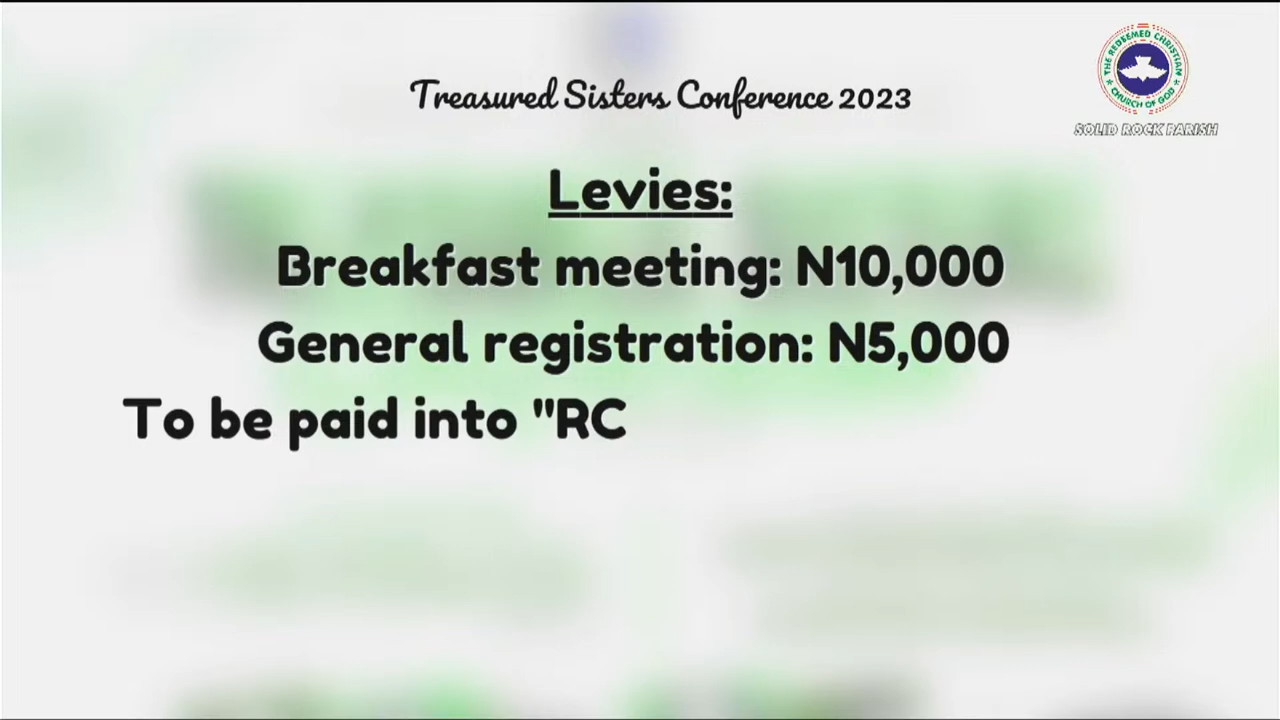 Treasured Sisters Conference 2023
THE REDEEMED CHRISTIAN
CHURCH OF GOD
SOLID ROCK PARISH
Levies:
Breakfast meeting: N10,000
General registration: N5,000
To be paid into "RC